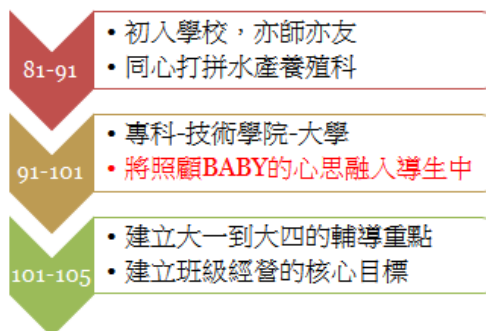 81-91
• 初入學校，亦師亦友
• 同心打拼水產養殖科
91-101
• 專科-技術學院-大學
• 將照顧BABY的心思融入導生中
101-105
• 建立大一到大四的輔導重點
• 建立班級經營的核心目標